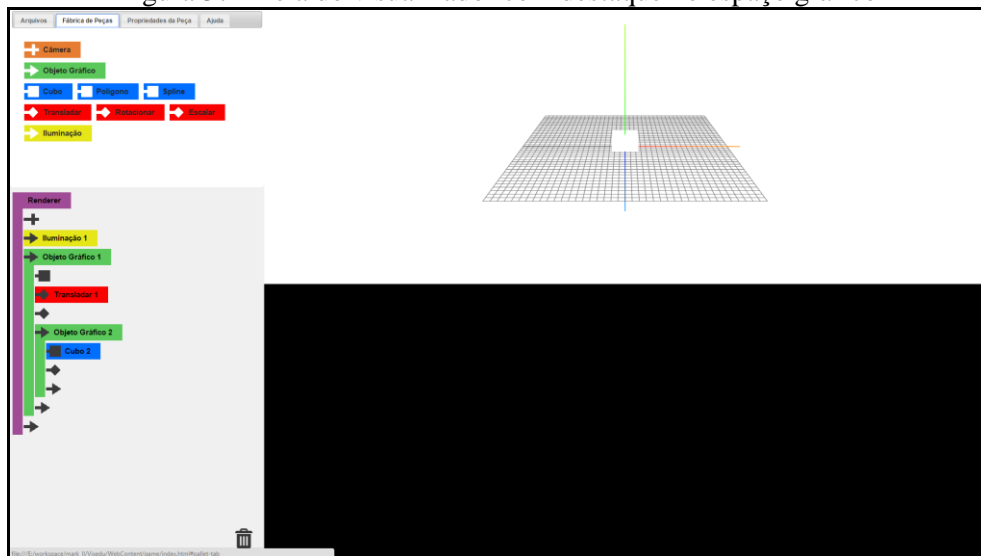 Arquivos Fábrica de Peças Propriedades da Peça Ajuda
Câmera
Objeto Gráfico
Cubo Polígono Spline
Transladar Rotacionar Escalar
Iluminação
Renderer
Iluminação 1
Objeto Gráfico 1
Transladar 1
Objeto Gráfico 2
Cubo 2